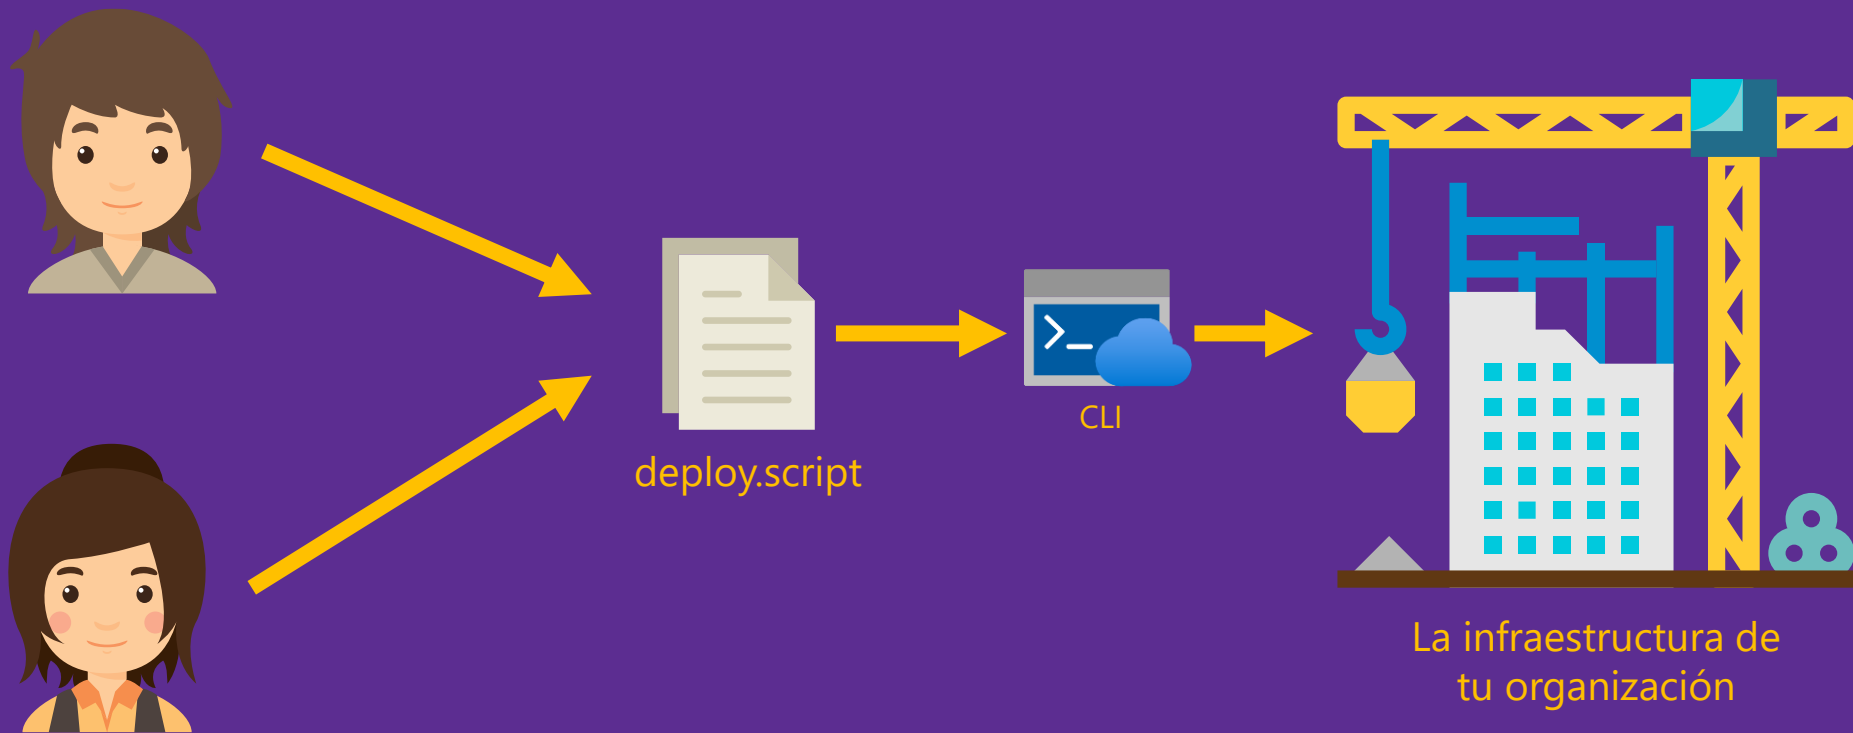 deploy.script
CLI
La infraestructura de
tu organización